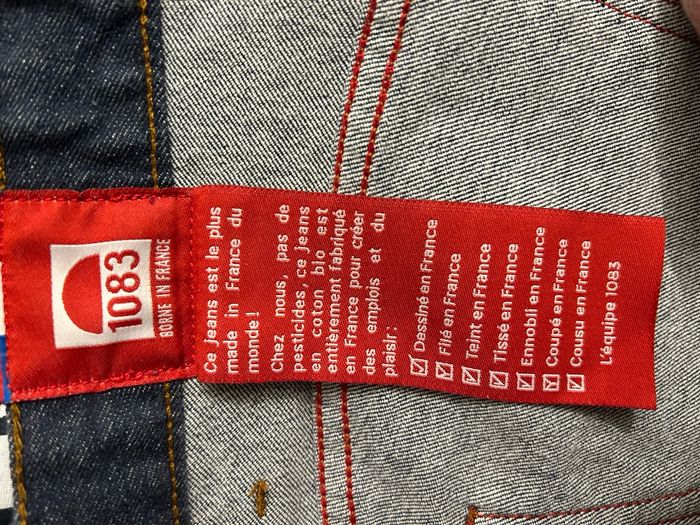 1083
BORNE IN FRANCE
Ce jeans est le plus
made in France du
monde !
Chez nous, pas de
pesticides, ce jeans
en coton bio est
entièrement fabriqué
en France pour créer
des emplois et du
plaisir :
Dessiné en France
Filé en France
Teint en France
Tissé en France
Ennobli en France
Coupé en France
Cousu en France
L'équipe 1083